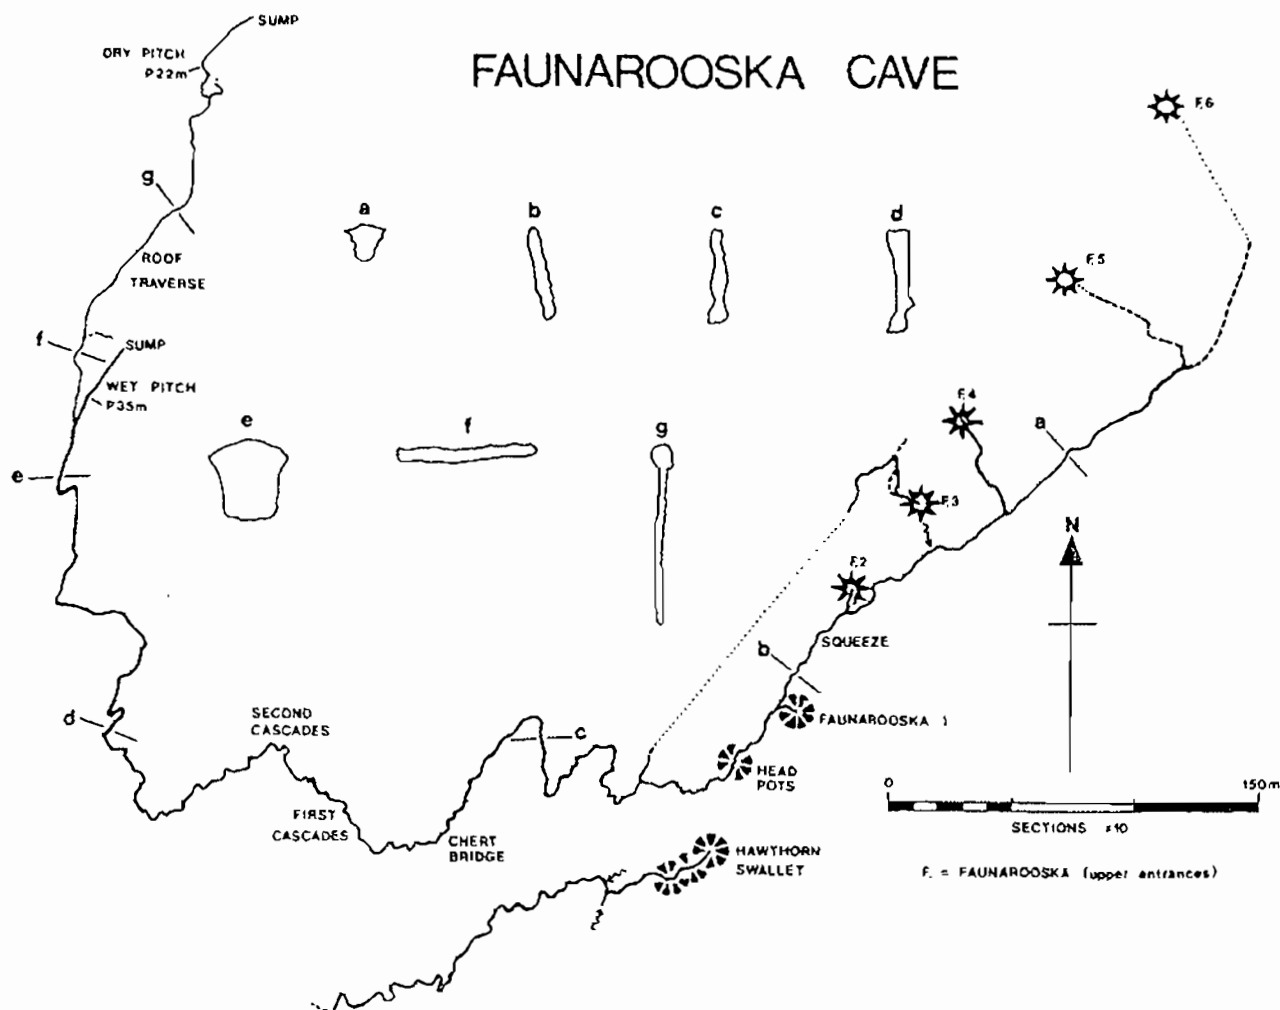 SUMP
DRY PITCH
P22m
FAUNAROOSKA CAVE
F.6
g
a
b
c
d
ROOF
TRAVERSE
F.5
f
SUMP
WET PITCH
P35m
F.4
e
f
g
a
e
F.3
N
F.2
SQUEEZE
b
d
SECOND
CASCADES
c
FAUNAROOSKA 1
HEAD
POTS
0
150m
SECTIONS x10
FIRST
CASCADES
CHERT
BRIDGE
HAWTHORN
SWALLET
F. = FAUNAROOSKA (upper entrances)